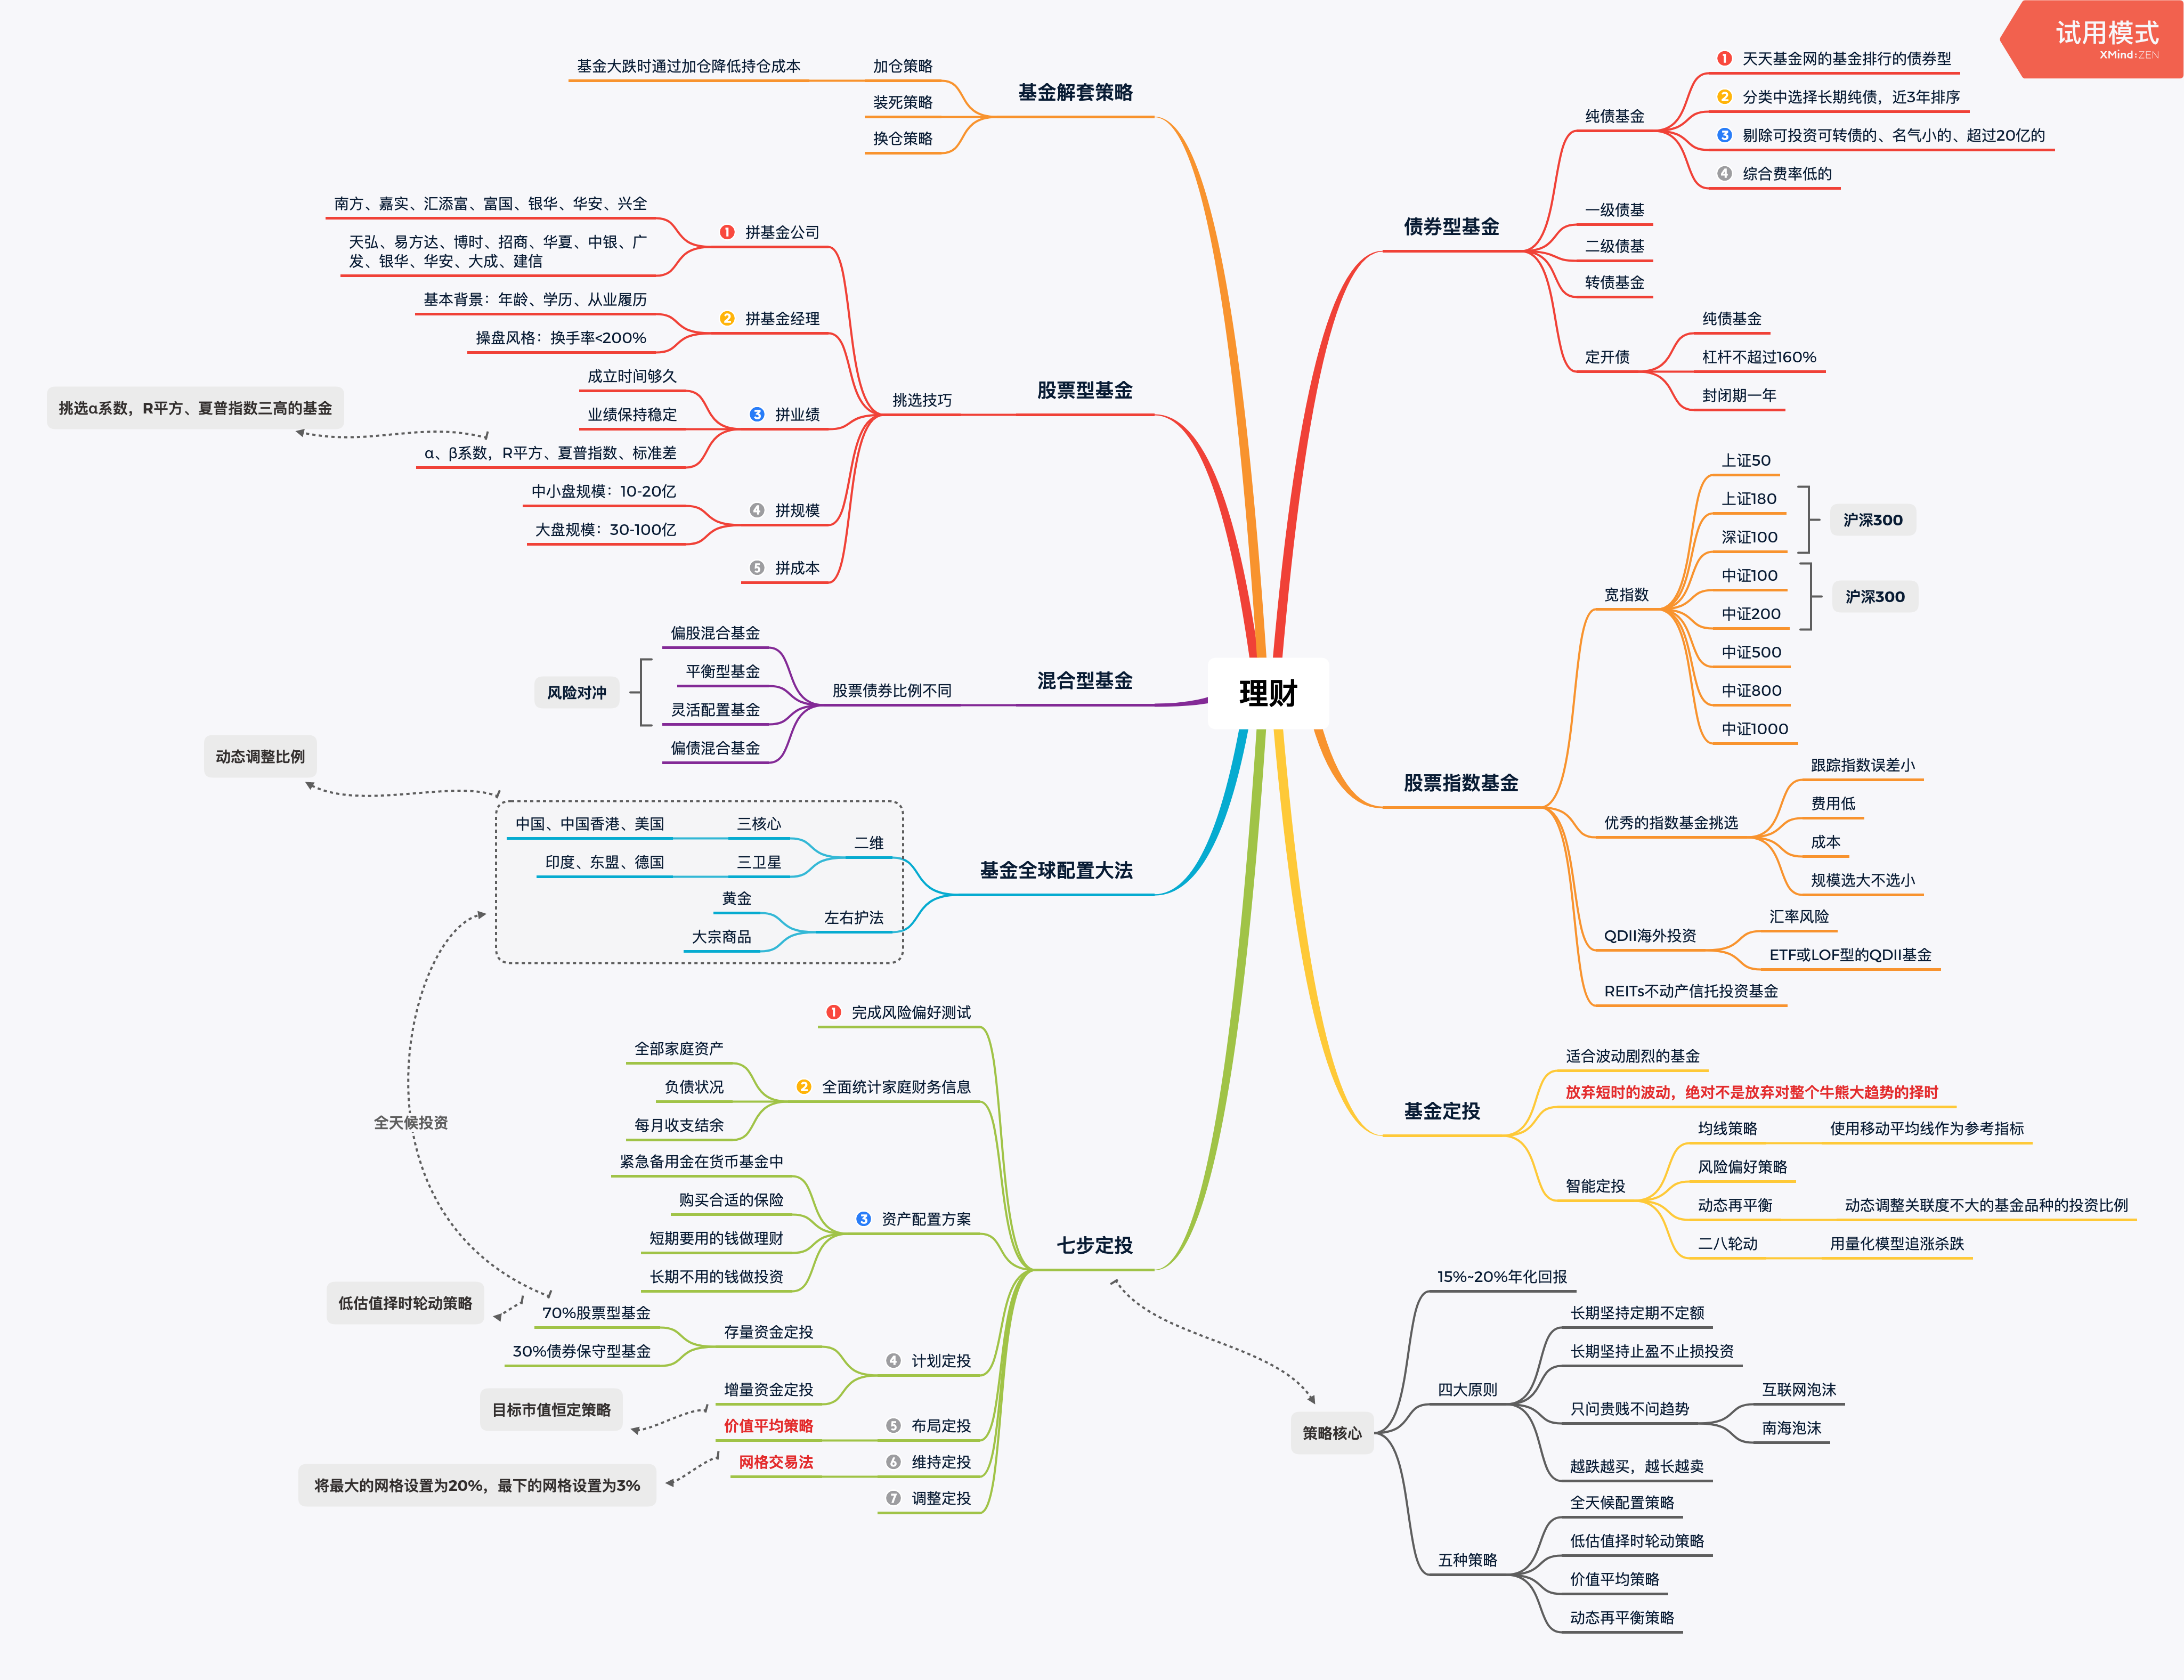 试用模式
XMind:ZEN
理财
债券型基金
纯债基金
1 天天基金网的基金排行的债券型
2 分类中选择长期纯债，近3年排序
3 剔除可投资可转债的、名气小的、超过20亿的
4 综合费率低的
一级债基
二级债基
转债基金
定开债
纯债基金
杠杆不超过160%
封闭期一年
股票指数基金
宽指数
上证50
上证180
深证100
沪深300
中证100
中证200
沪深300
中证500
中证800
中证1000
优秀的指数基金挑选
跟踪指数误差小
费用低
成本
规模选大不选小
QDII海外投资
汇率风险
ETF或LOF型的QDII基金
REITs不动产信托投资基金
基金定投
适合波动剧烈的基金
放弃短时的波动，绝对不是放弃对整个牛熊大趋势的择时
智能定投
均线策略
使用移动平均线作为参考指标
风险偏好策略
动态再平衡
动态调整关联度不大的基金品种的投资比例
二八轮动
用量化模型追涨杀跌
基金解套策略
加仓策略
基金大跌时通过加仓降低持仓成本
装死策略
换仓策略
股票型基金
挑选技巧
1 拼基金公司
南方、嘉实、汇添富、富国、银华、华安、兴全
天弘、易方达、博时、招商、华夏、中银、广
发、银华、华安、大成、建信
2 拼基金经理
基本背景：年龄、学历、从业履历
操盘风格：换手率<200%
3 拼业绩
成立时间够久
业绩保持稳定
α、β系数，R平方、夏普指数、标准差
挑选α系数，R平方、夏普指数三高的基金
4 拼规模
中小盘规模：10-20亿
大盘规模：30-100亿
5 拼成本
混合型基金
股票债券比例不同
偏股混合基金
平衡型基金
灵活配置基金
偏债混合基金
风险对冲
基金全球配置大法
动态调整比例
二维
三核心
中国、中国香港、美国
三卫星
印度、东盟、德国
左右护法
黄金
大宗商品
全天候投资
七步定投
1 完成风险偏好测试
2 全面统计家庭财务信息
全部家庭资产
负债状况
每月收支结余
3 资产配置方案
紧急备用金在货币基金中
购买合适的保险
短期要用的钱做理财
长期不用的钱做投资
4 计划定投
存量资金定投
70%股票型基金
30%债券保守型基金
低估值择时轮动策略
增量资金定投
目标市值恒定策略
5 布局定投
价值平均策略
6 维持定投
网格交易法
将最大的网格设置为20%，最下的网格设置为3%
7 调整定投
策略核心
15%~20%年化回报
四大原则
长期坚持定期不定额
长期坚持止盈不止损投资
只问贵贱不问趋势
互联网泡沫
南海泡沫
越跌越买，越长越卖
五种策略
全天候配置策略
低估值择时轮动策略
价值平均策略
动态再平衡策略